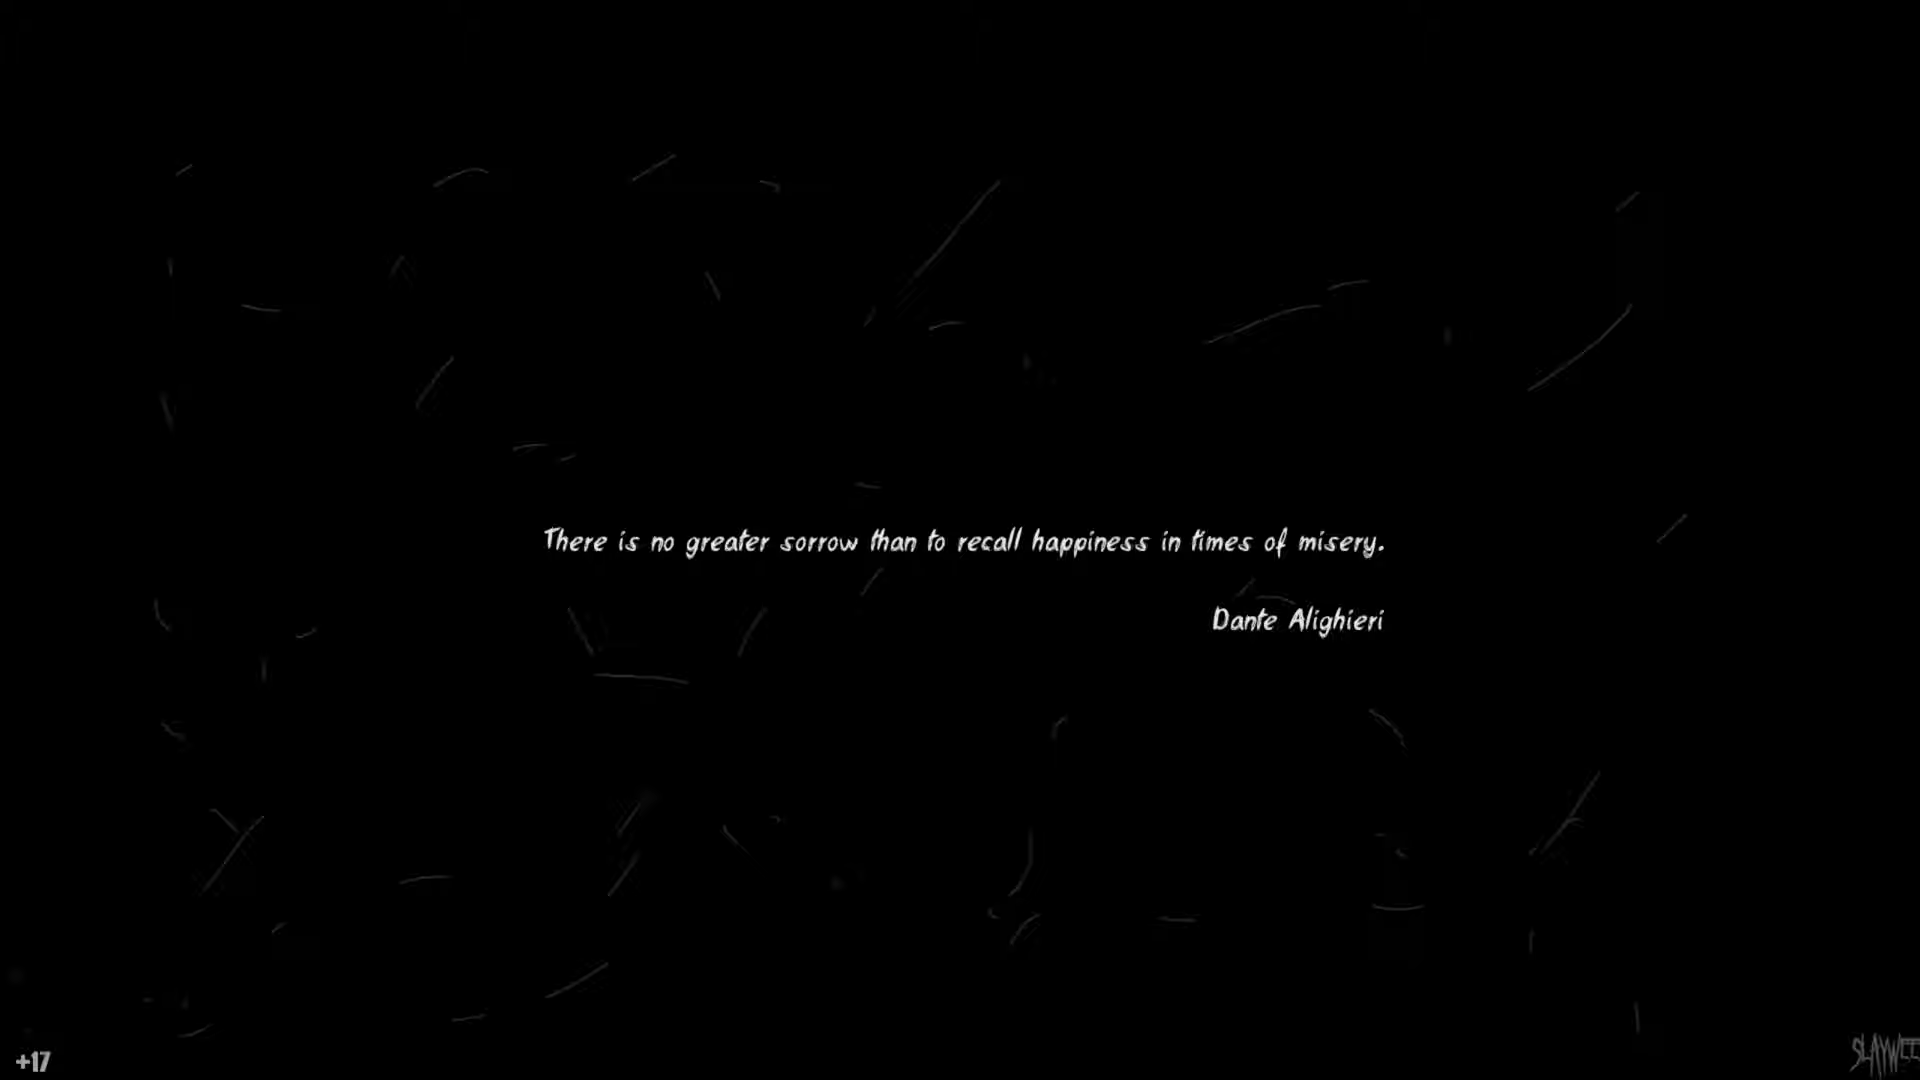 There is no greater sorrow than to recall happiness in times of misery.
Dante Alighieri
+17